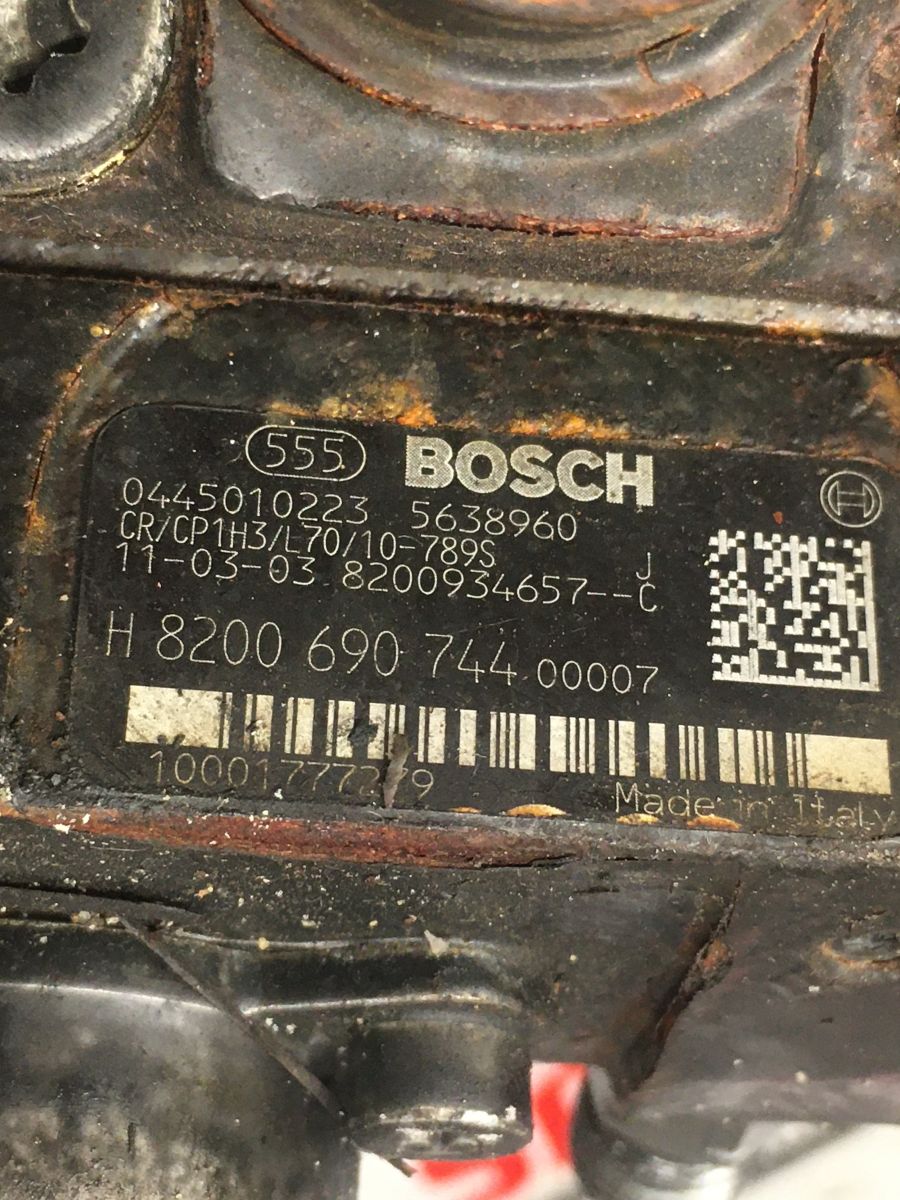 555 BOSCH
0445010223 5638960
CR/CP1H3/L70/10-789S J
11-03-03 8200934657--C
H 8200 690 744 00007
Made in Italy